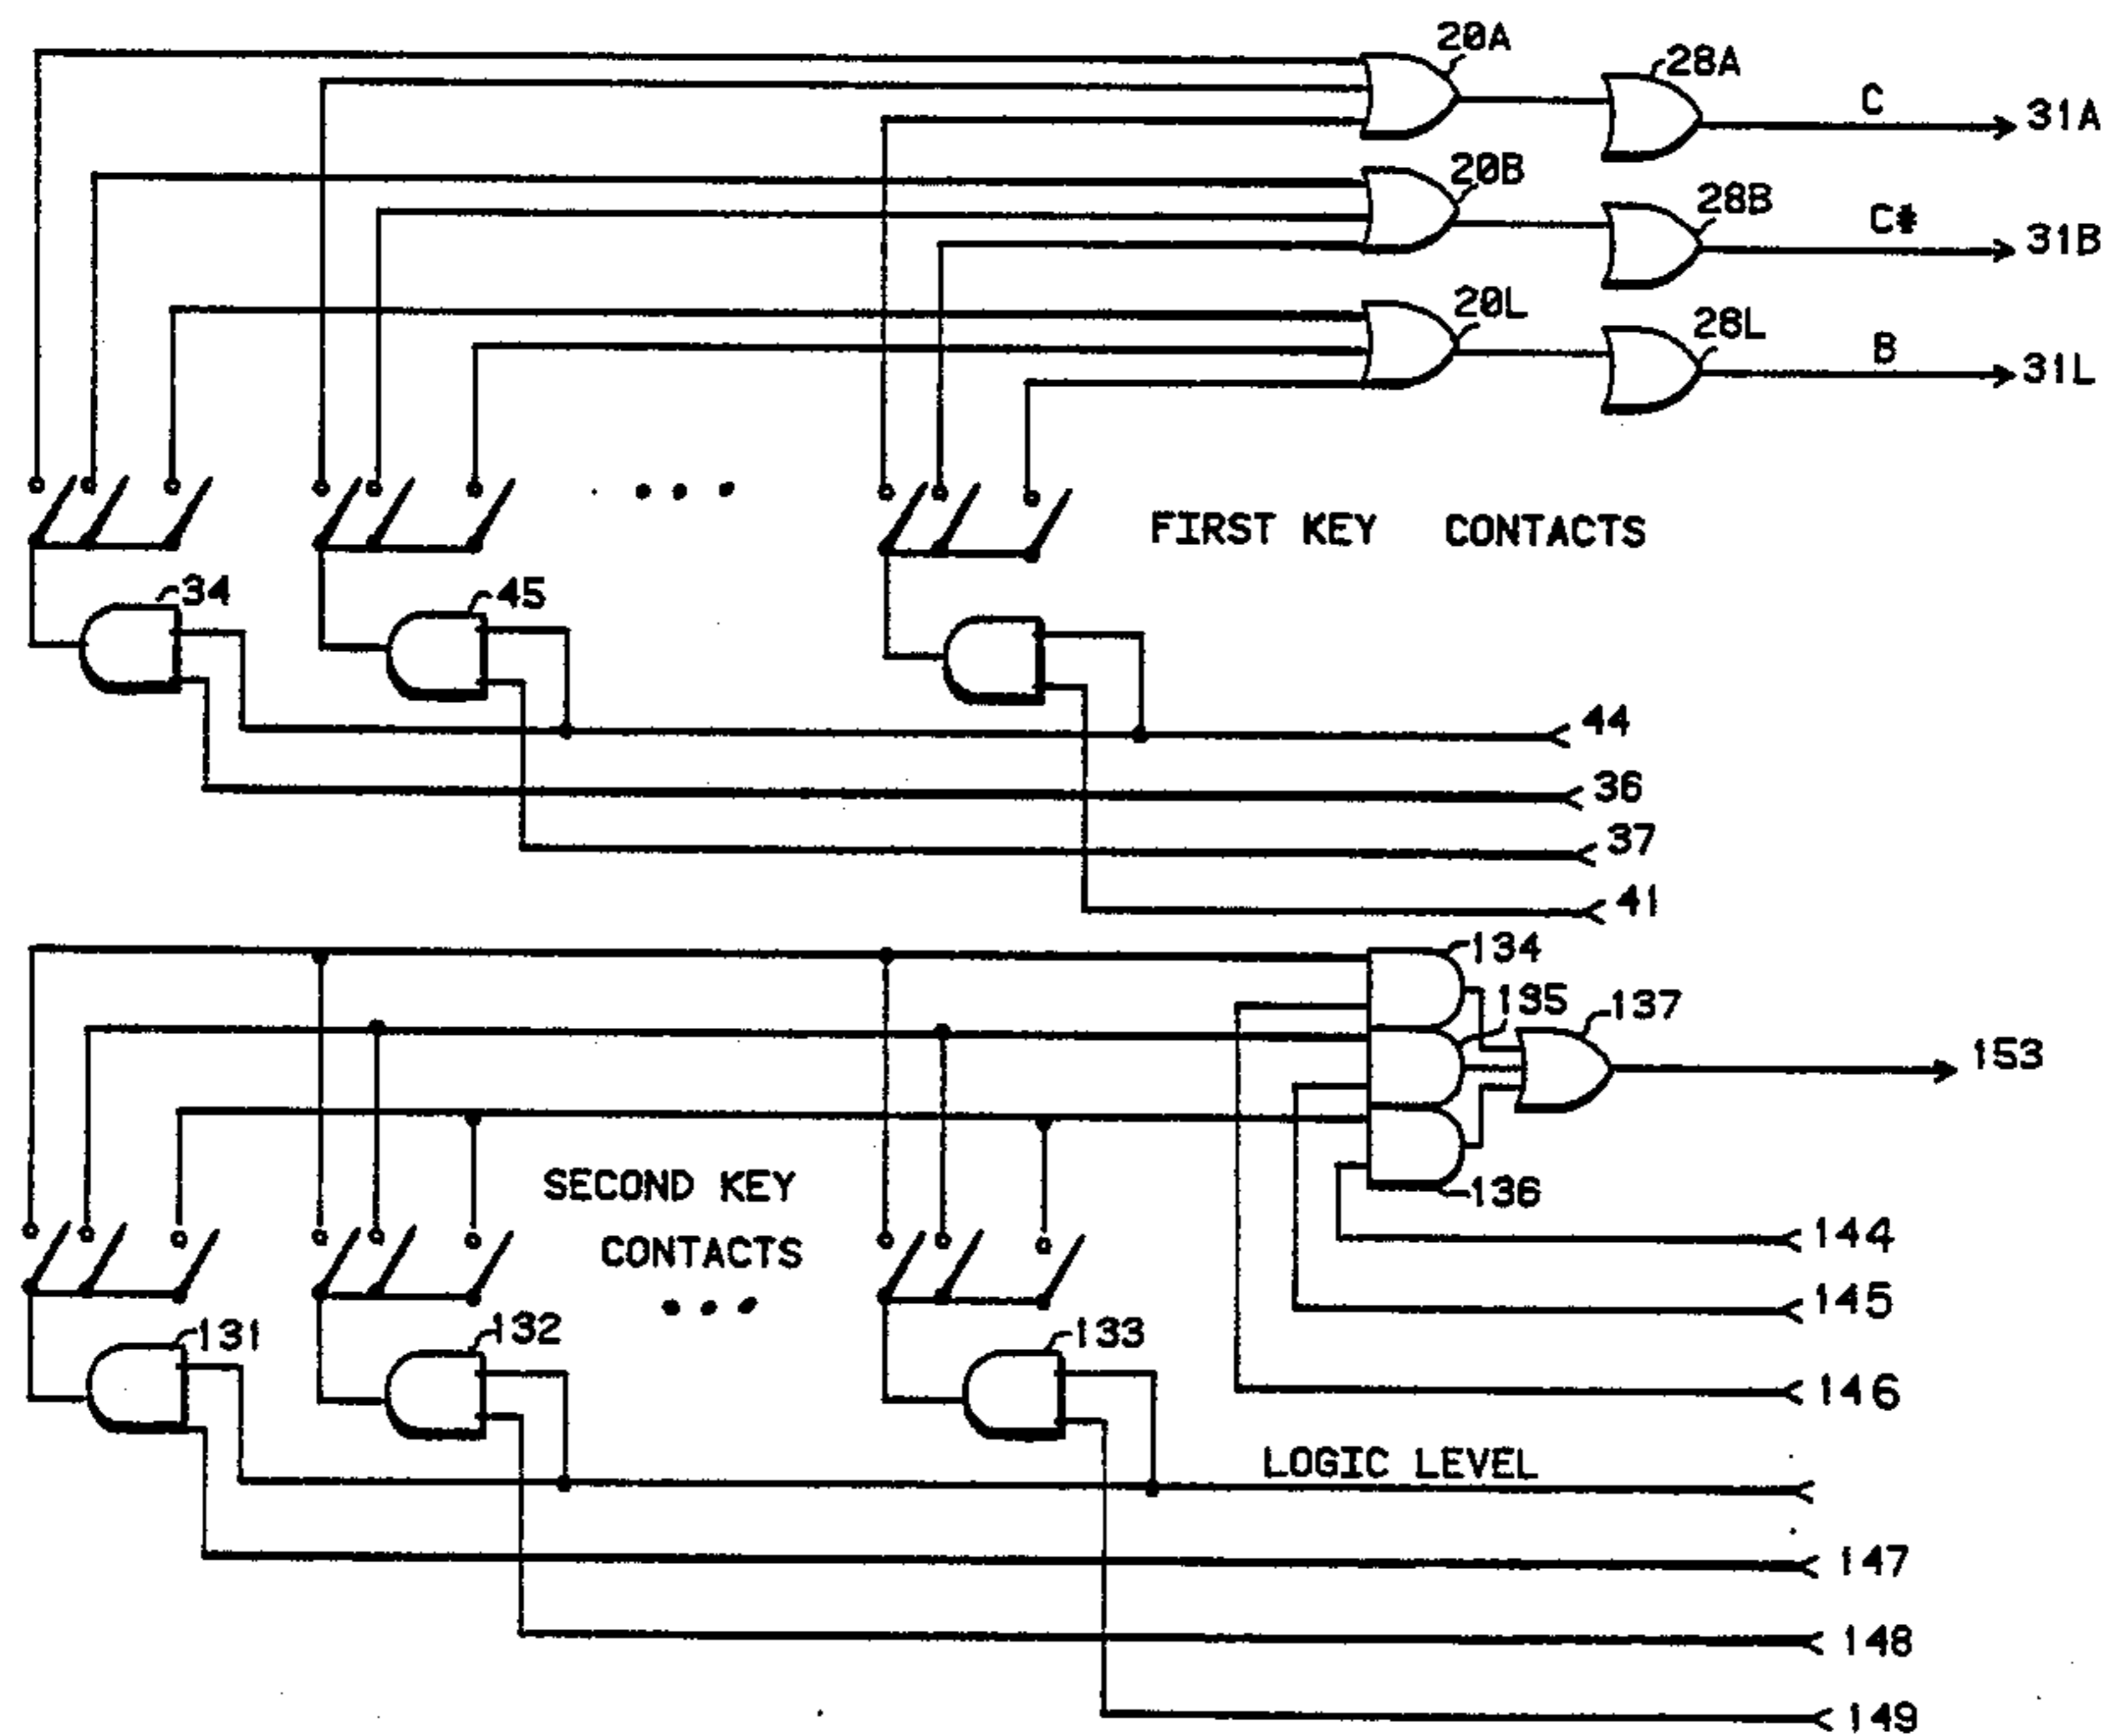 20A
28A
C
31A
20B
28B
C#
31B
20L
28L
B
31L
FIRST KEY CONTACTS
34
45
44
36
37
41
134
135
137
153
SECOND KEY
CONTACTS
136
144
145
131
132
133
146
LOGIC LEVEL
147
148
149